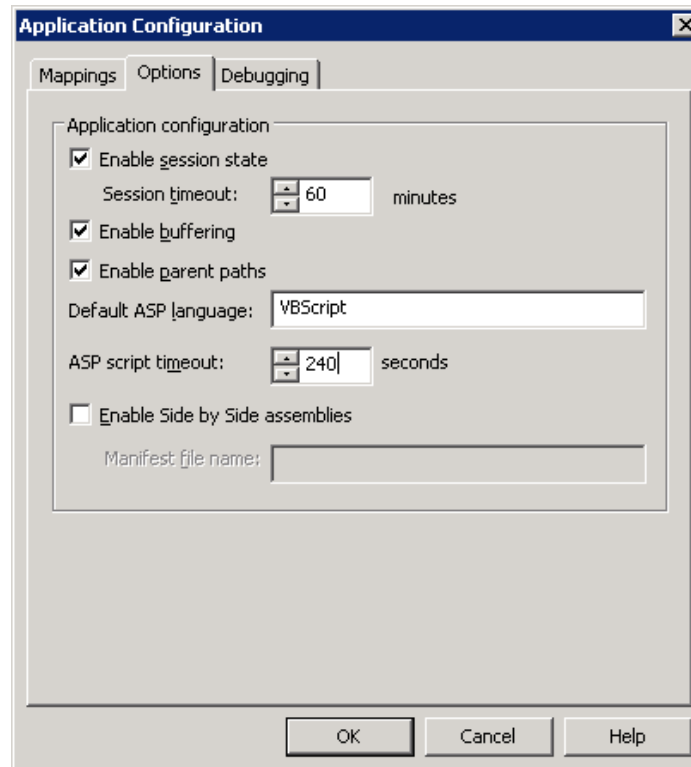 Application Configuration
Mappings Options Debugging
Application configuration
Enable session state
Session timeout: 60 minutes
Enable buffering
Enable parent paths
Default ASP language: VBScript
ASP script timeout: 240 seconds
Enable Side by Side assemblies
Manifest file name:
OK Cancel Help